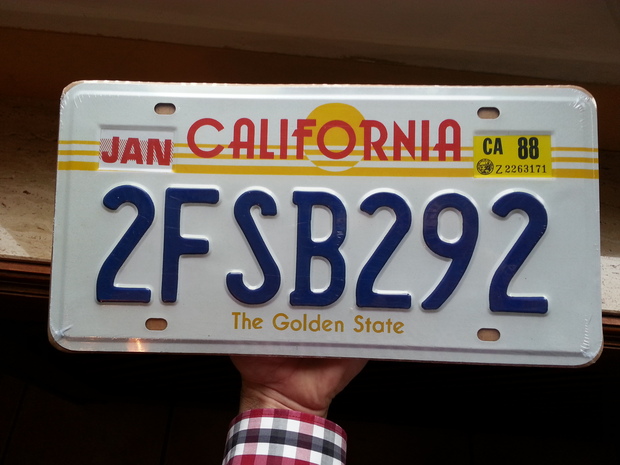 JAN CALIFORNIA CA 88
Z 2263171
2FSB292
The Golden State